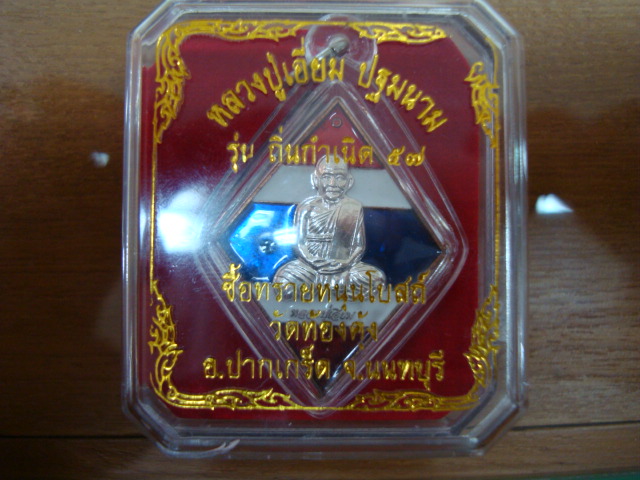 หลวงปู่เอี่ยม ปฐมนาม
รุ่น ถิ่นกำเนิด ๕๗
ซื้อทรายหนุนโบสถ์
วัดท้องคุ้ง
อ.ปากเกร็ด จ.นนทบุรี